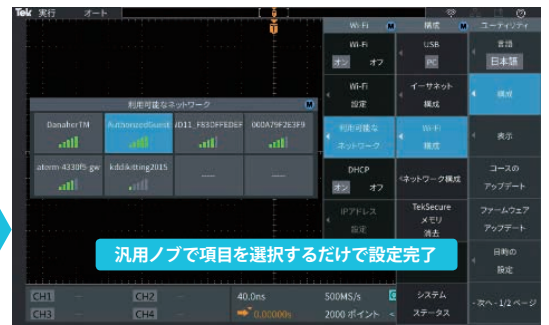 Tek 実行 オート
Wi-Fi M
構成 M
ユーティリティ
Wi-Fi
オン オフ
USB
PC
言語
日本語
Wi-Fi
設定
イーサネット
構成
構成
利用可能なネットワーク M
DanaherTM
AuthorizedGuest
000A79F2E3F9
aterm-4330f5-gw
kddikitting2015
利用可能な
ネットワーク
Wi-Fi
構成
表示
DHCP
オン オフ
ネットワーク構成
コースの
アップデート
IPアドレス
設定
TekSecure
メモリ
消去
ファームウェア
アップデート
汎用ノブで項目を選択するだけで設定完了
日時の
設定
CH1
CH2
40.0ns
500MS/s
システム
ステータス
-次へ - 1/2 ページ
CH3
CH4
0.00000s
2000 ポイント